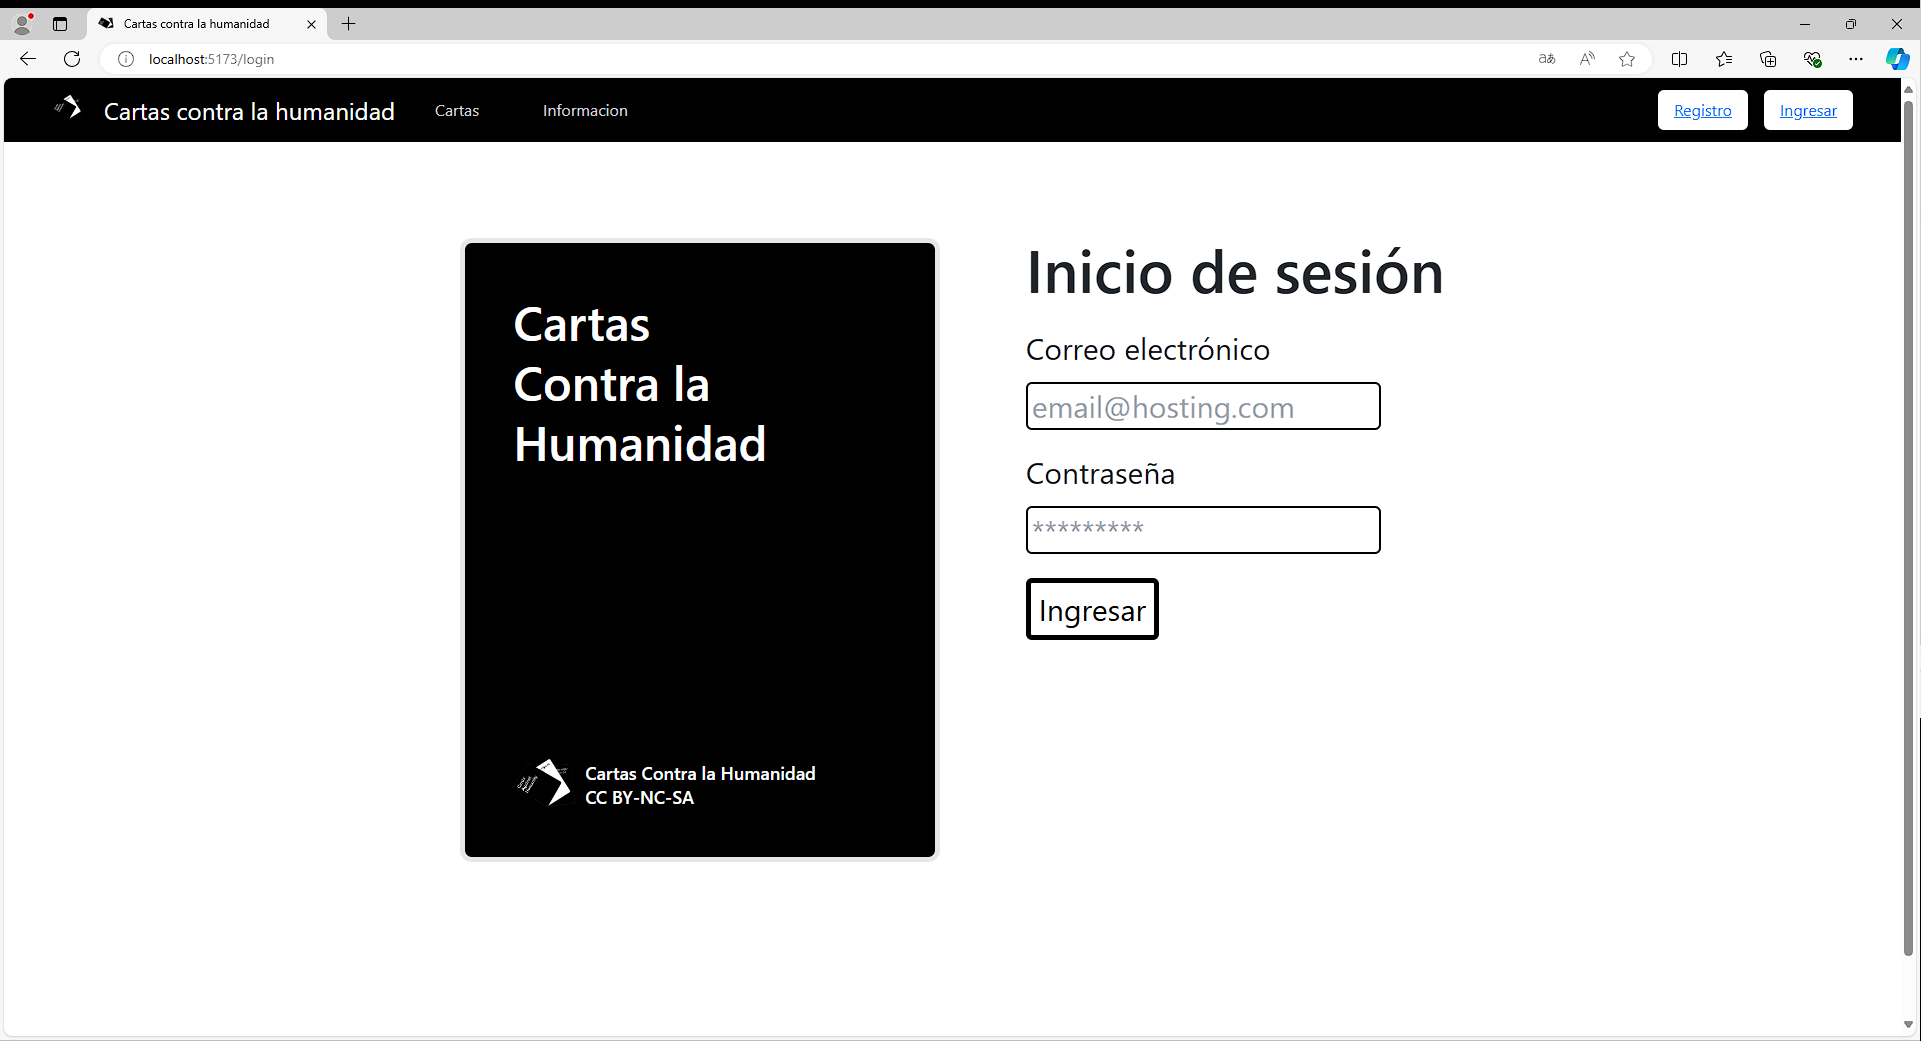 Cartas contra la humanidad
localhost:5173/login
Cartas contra la humanidad
Cartas
Informacion
Registro
Ingresar
Cartas
Contra la
Humanidad
Cartas Contra la Humanidad
CC BY-NC-SA
Inicio de sesión
Correo electrónico
email@hosting.com
Contraseña
*********
Ingresar